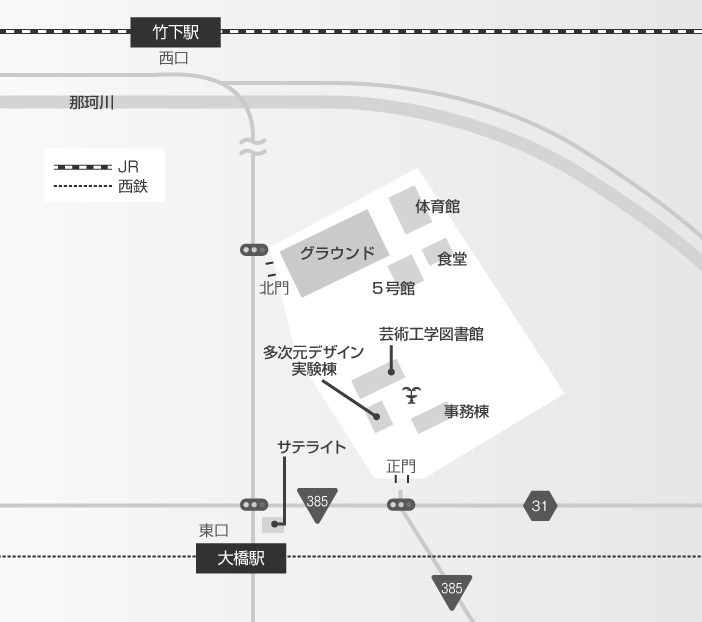 竹下駅
西口
那珂川
JR
西鉄
体育館
グラウンド
食堂
北門
5号館
芸術工学図書館
多次元デザイン
実験棟
事務棟
サテライト
正門
385
31
東口
大橋駅
385